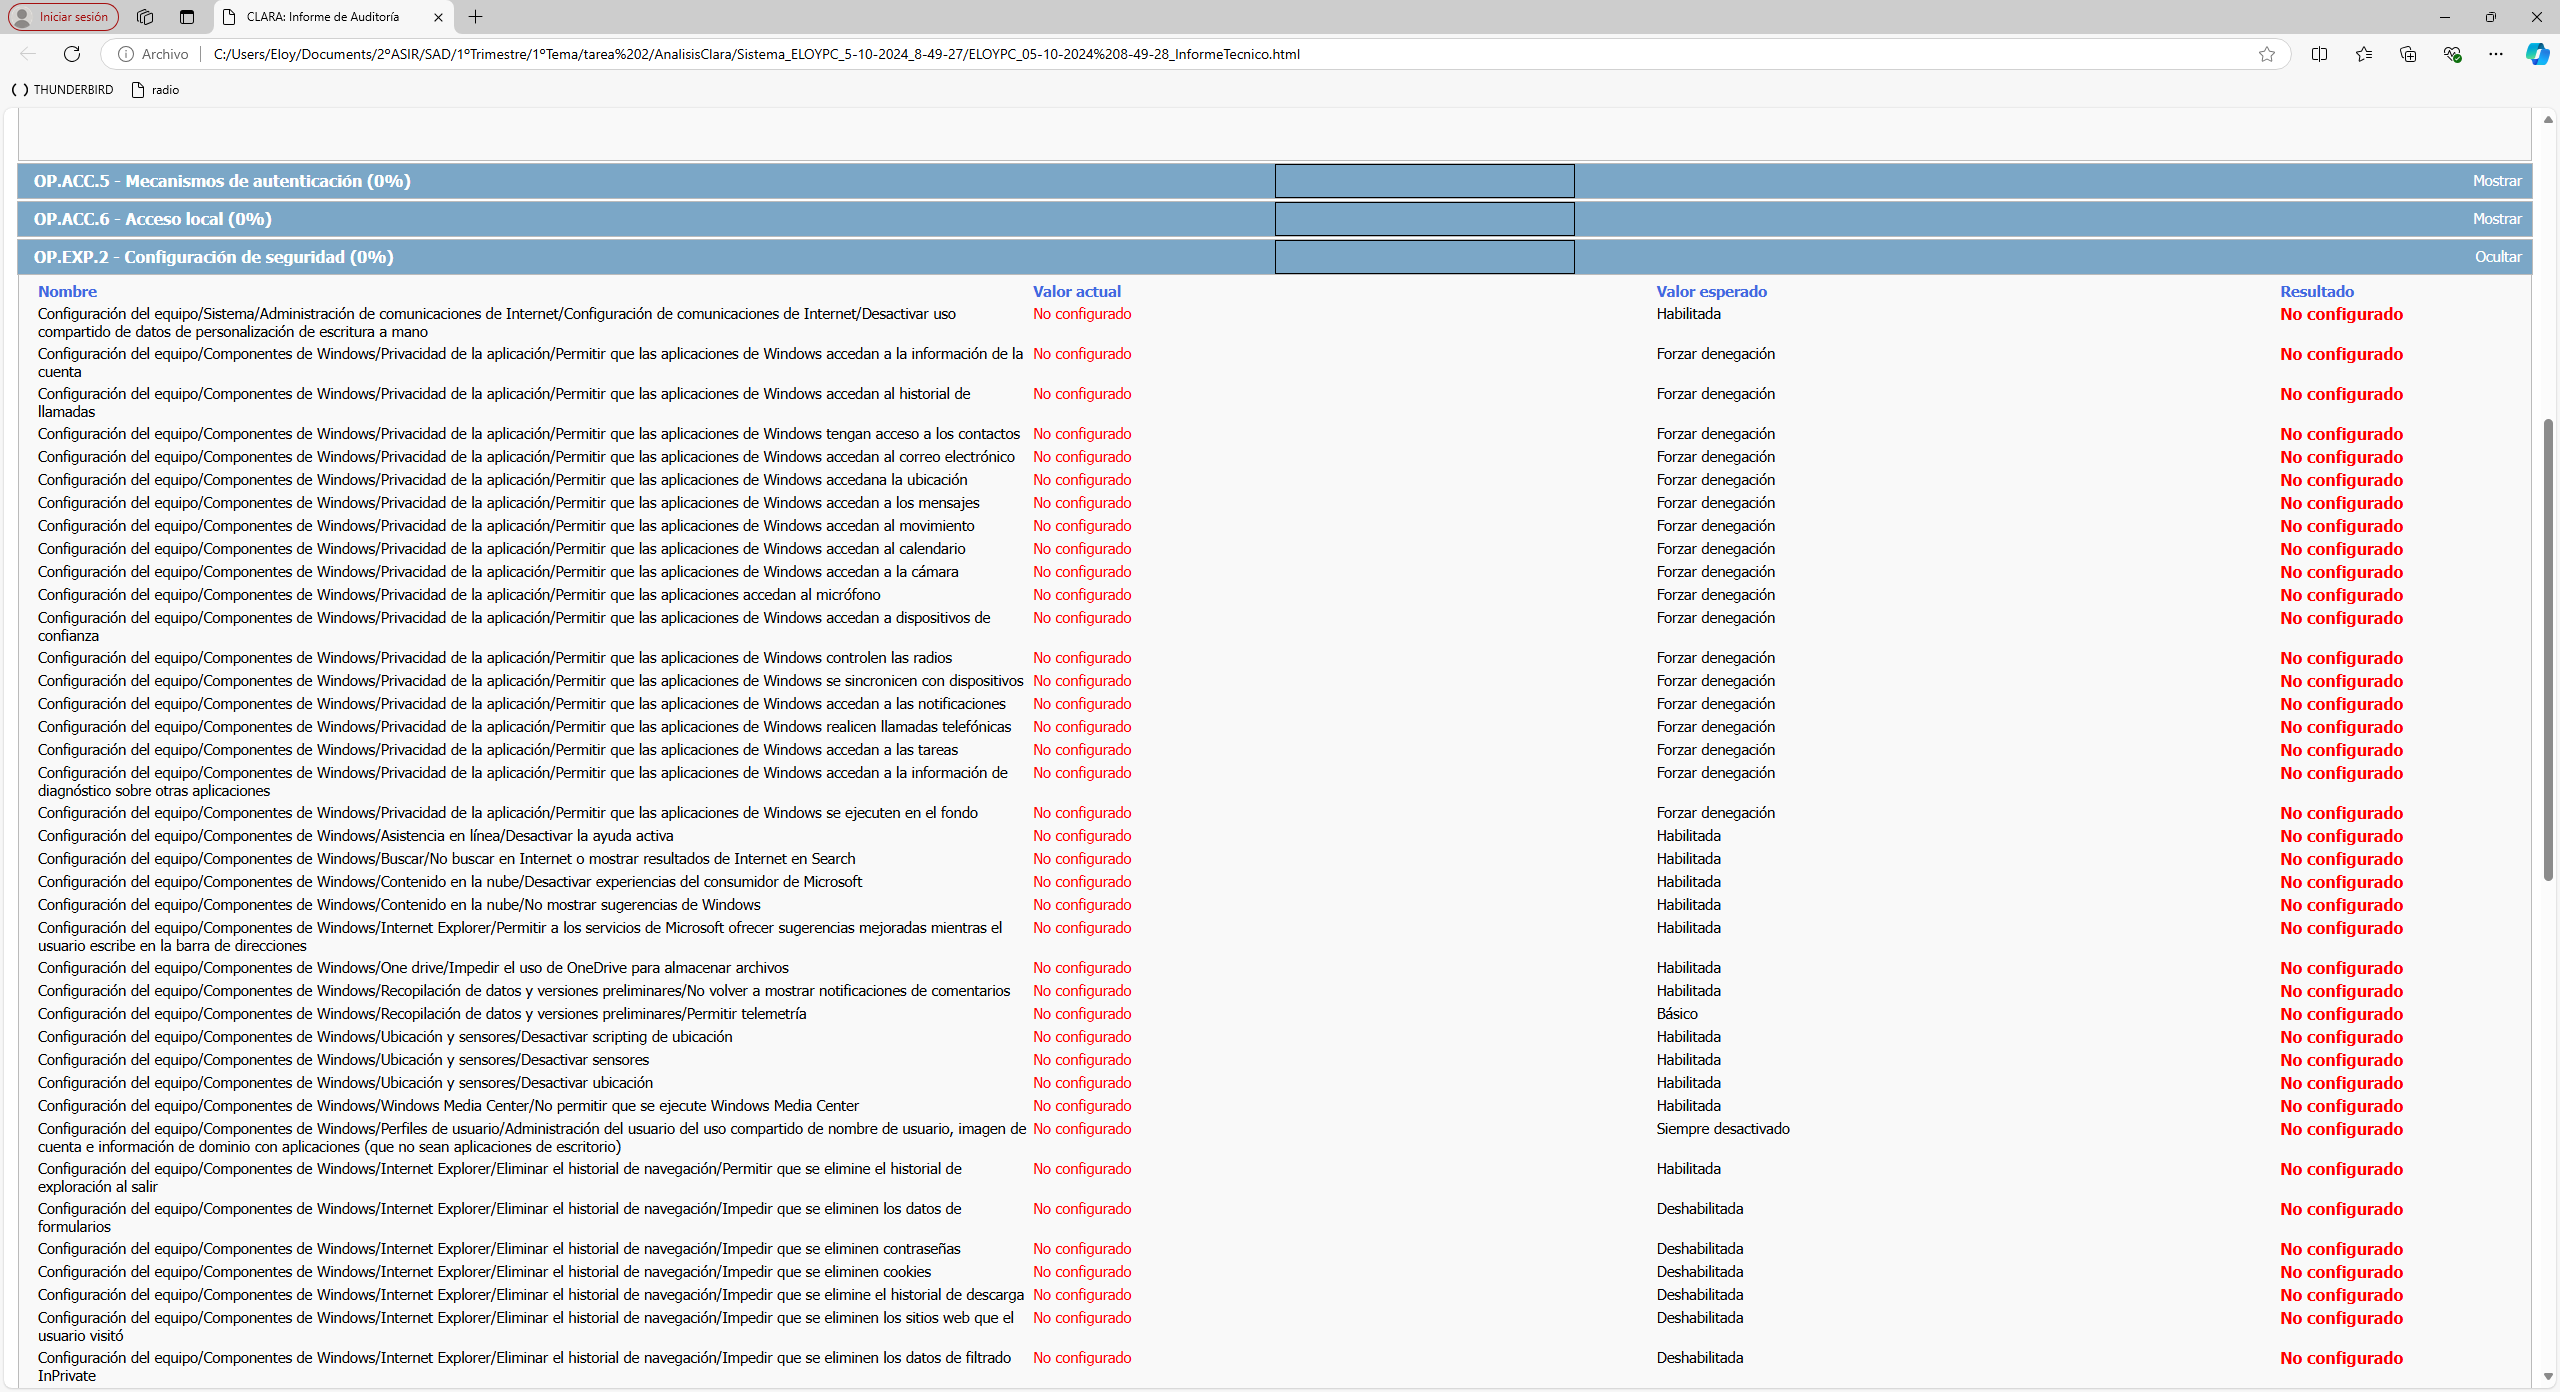 Iniciar sesión
CLARA: Informe de Auditoría
Archivo
C:/Users/Eloy/Documents/2ºASIR/SAD/1ºTrimestre/1ºTema/tarea%202/AnalisisClara/Sistema_ELOYPC_5-10-2024_8-49-27/ELOYPC_05-10-2024%208-49-28_InformeTecnico.html
THUNDERBIRD radio
OP.ACC.5 - Mecanismos de autenticación (0%) Mostrar
OP.ACC.6 - Acceso local (0%) Mostrar
OP.EXP.2 - Configuración de seguridad (0%) Ocultar
Nombre Valor actual Valor esperado Resultado
Configuración del equipo/Sistema/Administración de comunicaciones de Internet/Configuración de comunicaciones de Internet/Desactivar uso No configurado Habilitada No configurado
compartido de datos de personalización de escritura a mano
Configuración del equipo/Componentes de Windows/Privacidad de la aplicación/Permitir que las aplicaciones de Windows accedan a la información de la No configurado Forzar denegación No configurado
cuenta
Configuración del equipo/Componentes de Windows/Privacidad de la aplicación/Permitir que las aplicaciones de Windows accedan al historial de No configurado Forzar denegación No configurado
llamadas
Configuración del equipo/Componentes de Windows/Privacidad de la aplicación/Permitir que las aplicaciones de Windows tengan acceso a los contactos No configurado Forzar denegación No configurado
Configuración del equipo/Componentes de Windows/Privacidad de la aplicación/Permitir que las aplicaciones de Windows accedan al correo electrónico No configurado Forzar denegación No configurado
Configuración del equipo/Componentes de Windows/Privacidad de la aplicación/Permitir que las aplicaciones de Windows accedana la ubicación No configurado Forzar denegación No configurado
Configuración del equipo/Componentes de Windows/Privacidad de la aplicación/Permitir que las aplicaciones de Windows accedan a los mensajes No configurado Forzar denegación No configurado
Configuración del equipo/Componentes de Windows/Privacidad de la aplicación/Permitir que las aplicaciones de Windows accedan al movimiento No configurado Forzar denegación No configurado
Configuración del equipo/Componentes de Windows/Privacidad de la aplicación/Permitir que las aplicaciones de Windows accedan al calendario No configurado Forzar denegación No configurado
Configuración del equipo/Componentes de Windows/Privacidad de la aplicación/Permitir que las aplicaciones de Windows accedan a la cámara No configurado Forzar denegación No configurado
Configuración del equipo/Componentes de Windows/Privacidad de la aplicación/Permitir que las aplicaciones accedan al micrófono No configurado Forzar denegación No configurado
Configuración del equipo/Componentes de Windows/Privacidad de la aplicación/Permitir que las aplicaciones de Windows accedan a dispositivos de No configurado Forzar denegación No configurado
confianza
Configuración del equipo/Componentes de Windows/Privacidad de la aplicación/Permitir que las aplicaciones de Windows controlen las radios No configurado Forzar denegación No configurado
Configuración del equipo/Componentes de Windows/Privacidad de la aplicación/Permitir que las aplicaciones de Windows se sincronicen con dispositivos No configurado Forzar denegación No configurado
Configuración del equipo/Componentes de Windows/Privacidad de la aplicación/Permitir que las aplicaciones de Windows accedan a las notificaciones No configurado Forzar denegación No configurado
Configuración del equipo/Componentes de Windows/Privacidad de la aplicación/Permitir que las aplicaciones de Windows realicen llamadas telefónicas No configurado Forzar denegación No configurado
Configuración del equipo/Componentes de Windows/Privacidad de la aplicación/Permitir que las aplicaciones de Windows accedan a las tareas No configurado Forzar denegación No configurado
Configuración del equipo/Componentes de Windows/Privacidad de la aplicación/Permitir que las aplicaciones de Windows accedan a la información de No configurado Forzar denegación No configurado
diagnóstico sobre otras aplicaciones
Configuración del equipo/Componentes de Windows/Privacidad de la aplicación/Permitir que las aplicaciones de Windows se ejecuten en el fondo No configurado Forzar denegación No configurado
Configuración del equipo/Componentes de Windows/Asistencia en línea/Desactivar la ayuda activa No configurado Habilitada No configurado
Configuración del equipo/Componentes de Windows/Buscar/No buscar en Internet o mostrar resultados de Internet en Search No configurado Habilitada No configurado
Configuración del equipo/Componentes de Windows/Contenido en la nube/Desactivar experiencias del consumidor de Microsoft No configurado Habilitada No configurado
Configuración del equipo/Componentes de Windows/Contenido en la nube/No mostrar sugerencias de Windows No configurado Habilitada No configurado
Configuración del equipo/Componentes de Windows/Internet Explorer/Permitir a los servicios de Microsoft ofrecer sugerencias mejoradas mientras el No configurado Habilitada No configurado
usuario escribe en la barra de direcciones
Configuración del equipo/Componentes de Windows/One drive/Impedir el uso de OneDrive para almacenar archivos No configurado Habilitada No configurado
Configuración del equipo/Componentes de Windows/Recopilación de datos y versiones preliminares/No volver a mostrar notificaciones de comentarios No configurado Habilitada No configurado
Configuración del equipo/Componentes de Windows/Recopilación de datos y versiones preliminares/Permitir telemetría No configurado Básico No configurado
Configuración del equipo/Componentes de Windows/Ubicación y sensores/Desactivar scripting de ubicación No configurado Habilitada No configurado
Configuración del equipo/Componentes de Windows/Ubicación y sensores/Desactivar sensores No configurado Habilitada No configurado
Configuración del equipo/Componentes de Windows/Ubicación y sensores/Desactivar ubicación No configurado Habilitada No configurado
Configuración del equipo/Componentes de Windows/Windows Media Center/No permitir que se ejecute Windows Media Center No configurado Habilitada No configurado
Configuración del equipo/Componentes de Windows/Perfiles de usuario/Administración del usuario del uso compartido de nombre de usuario, imagen de No configurado Siempre desactivado No configurado
cuenta e información de dominio con aplicaciones (que no sean aplicaciones de escritorio)
Configuración del equipo/Componentes de Windows/Internet Explorer/Eliminar el historial de navegación/Permitir que se elimine el historial de No configurado Habilitada No configurado
exploración al salir
Configuración del equipo/Componentes de Windows/Internet Explorer/Eliminar el historial de navegación/Impedir que se eliminen los datos de No configurado Deshabilitada No configurado
formularios
Configuración del equipo/Componentes de Windows/Internet Explorer/Eliminar el historial de navegación/Impedir que se eliminen contraseñas No configurado Deshabilitada No configurado
Configuración del equipo/Componentes de Windows/Internet Explorer/Eliminar el historial de navegación/Impedir que se eliminen cookies No configurado Deshabilitada No configurado
Configuración del equipo/Componentes de Windows/Internet Explorer/Eliminar el historial de navegación/Impedir que se elimine el historial de descarga No configurado Deshabilitada No configurado
Configuración del equipo/Componentes de Windows/Internet Explorer/Eliminar el historial de navegación/Impedir que se eliminen los sitios web que el No configurado Deshabilitada No configurado
usuario visitó
Configuración del equipo/Componentes de Windows/Internet Explorer/Eliminar el historial de navegación/Impedir que se eliminen los datos de filtrado No configurado Deshabilitada No configurado
InPrivate